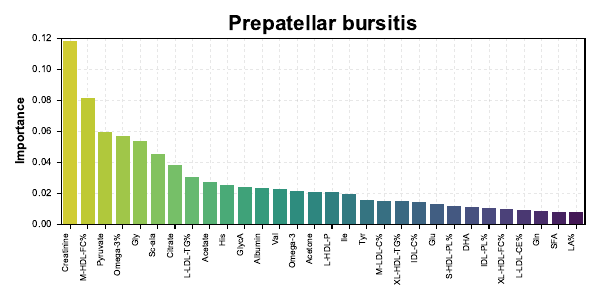 Prepatellar bursitis
Importance
0.12
0.10
0.08
0.06
0.04
0.02
0.00
Creatinine
M-HDL-FC%
Pyruvate
Omega-3%
Gly
Citrate
L-LDL-TG%
Acetate
His
GlycA
Albumin
Val
Omega-3
Acetone
L-HDL-P
Ile
Tyr
M-LDL-C%
XL-HDL-TG%
IDL-C%
Glu
S-HDL-PL%
DHA
IDL-PL%
XL-HDL-FC%
L-LDL-CE%
Gln
SFA
LA%